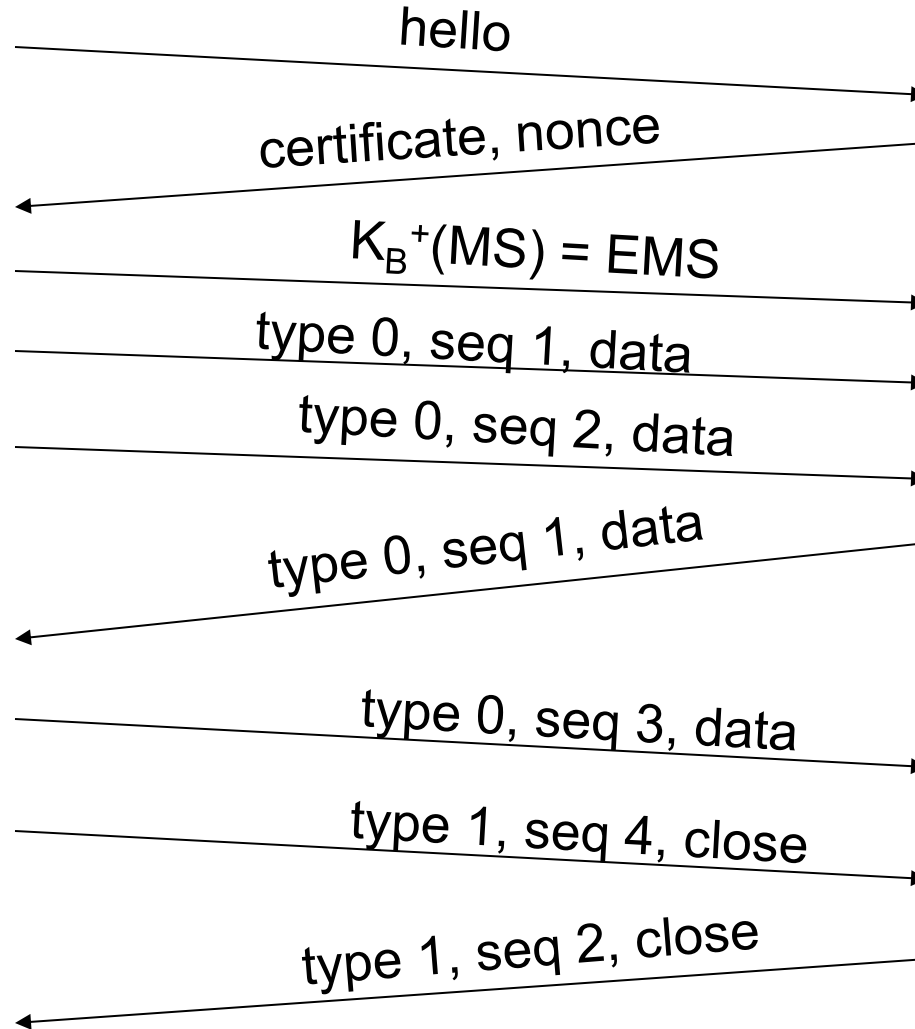 hello
certificate, nonce
K_B^+(MS) = EMS
type 0, seq 1, data
type 0, seq 2, data
type 0, seq 1, data
type 0, seq 3, data
type 1, seq 4, close
type 1, seq 2, close